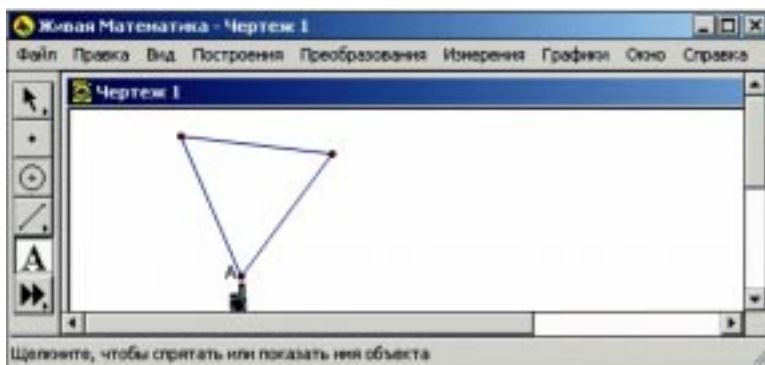 Живая Математика - Чертеж 1
Файл Правка Вид Построения Преобразования Измерения Графики Окно Справка
Чертеж 1
A
A
Щелкните, чтобы спрятать или показать имя объекта